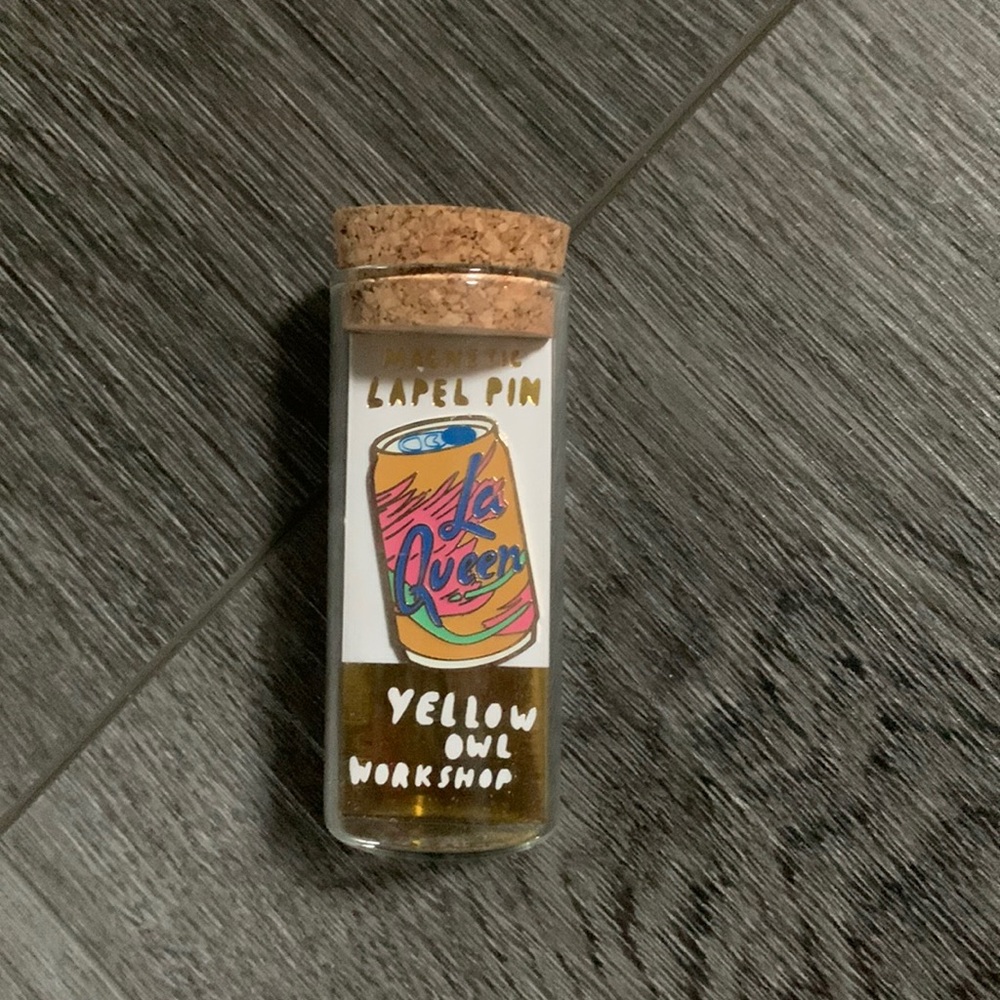 MAGNETIC
LAPEL PIN
La
Queen
YELLOW
OWL
WORKSHOP